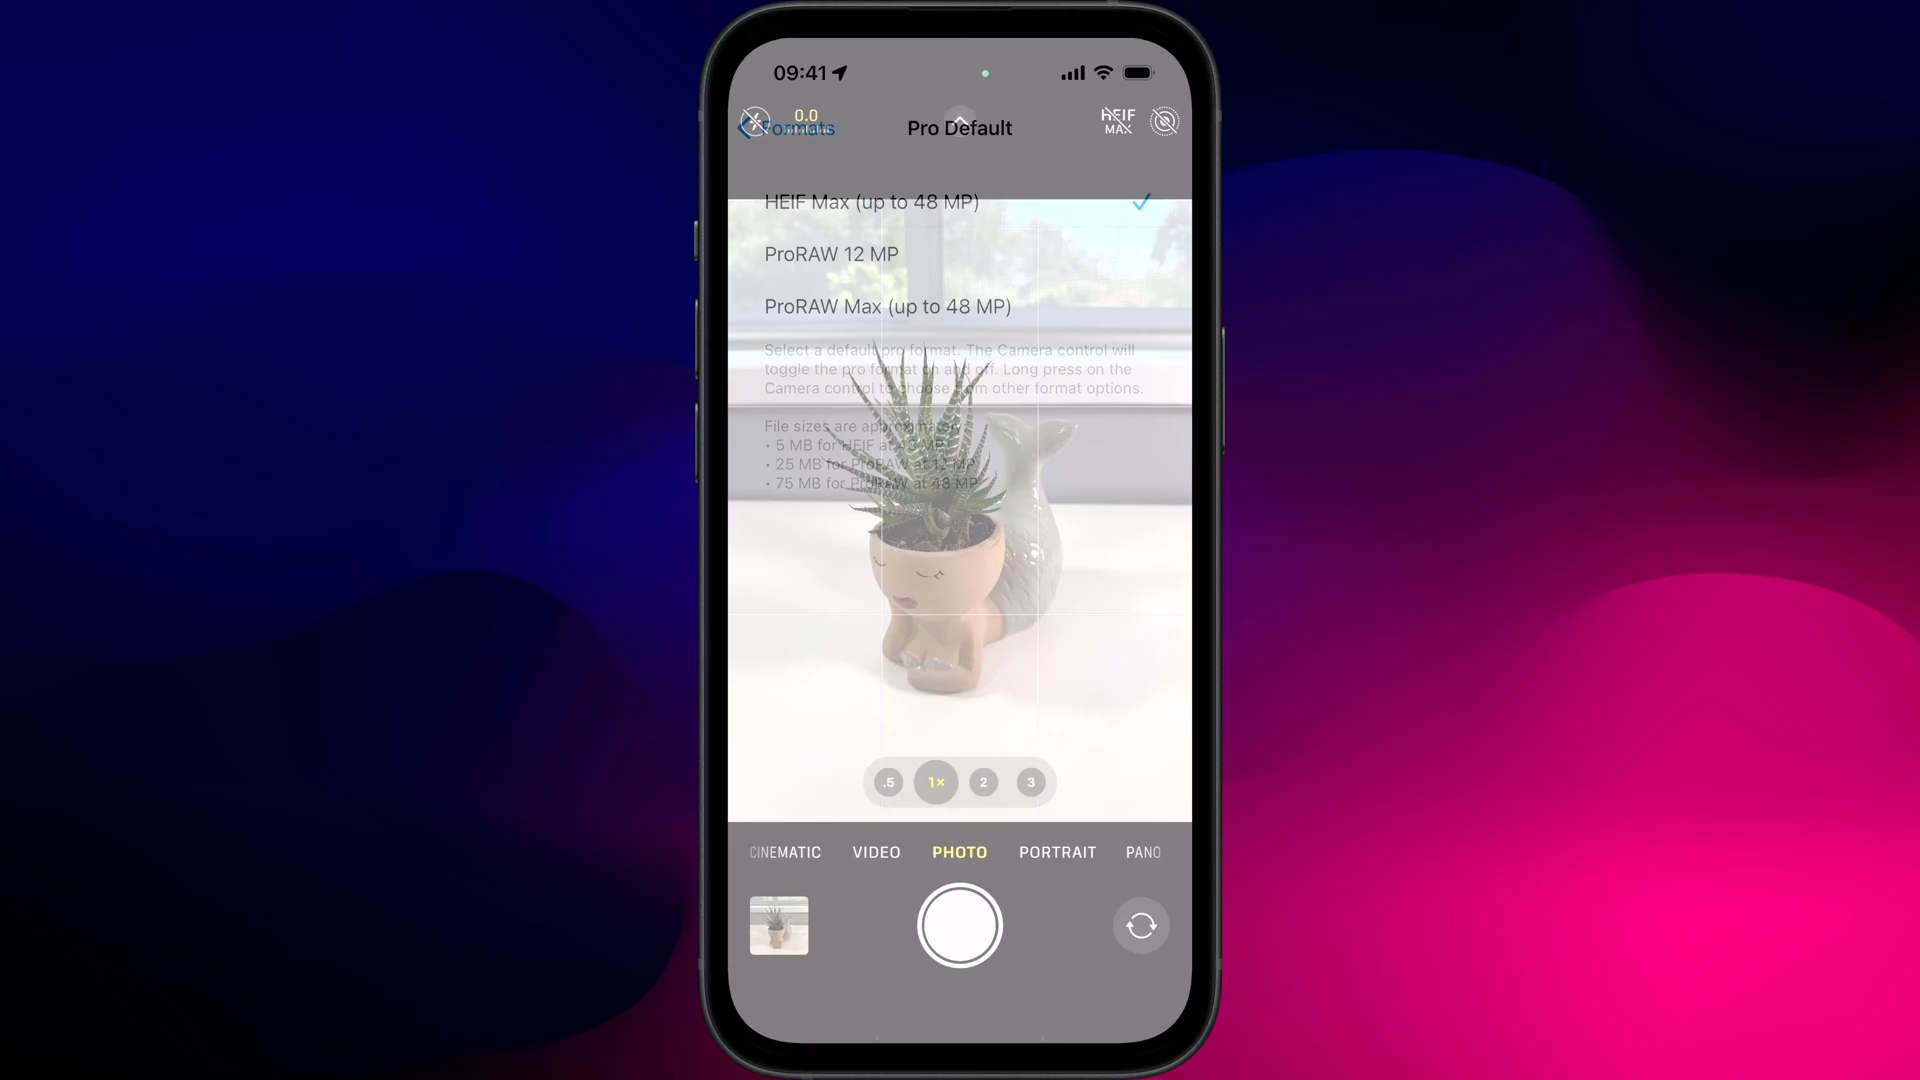 09:41
0.0
Formats
Pro Default
HEIF
MAX
HEIF Max (up to 48 MP)
ProRAW 12 MP
ProRAW Max (up to 48 MP)
Select a default pro format. The Camera control will
toggle the pro format on and off. Long press on the
Camera control to choose from other format options.
File sizes are approximately:
• 5 MB for HEIF at 48 MP
• 25 MB for ProRAW at 12 MP
• 75 MB for ProRAW at 48 MP
.5
1×
2
3
CINEMATIC
VIDEO
PHOTO
PORTRAIT
PANO